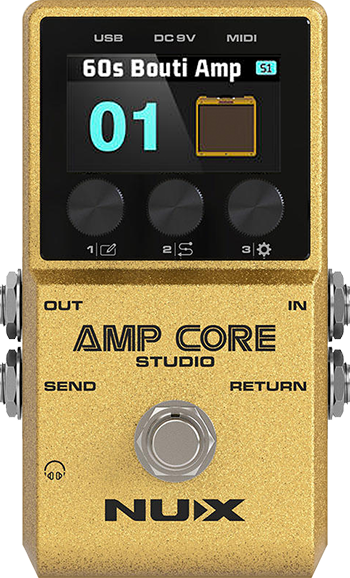 USB DC 9V MIDI
60s Bouti Amp S1
01
1 2 3
OUT IN
AMP CORE
STUDIO
SEND RETURN
NUX